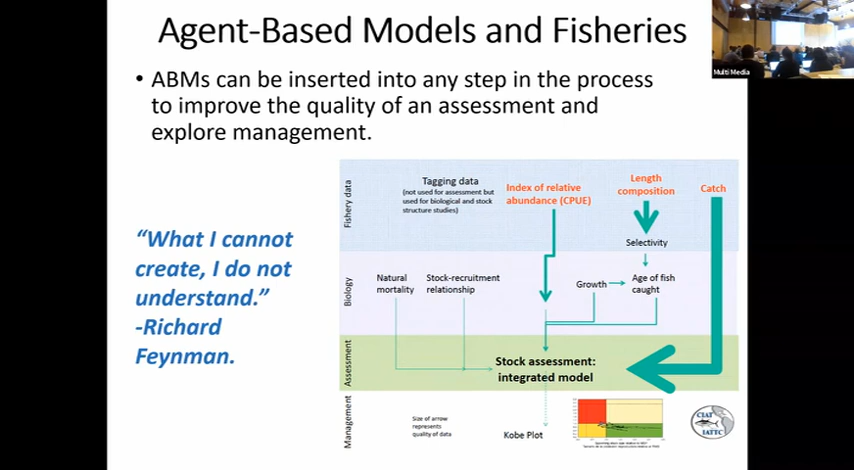 Agent-Based Models and Fisheries
Multi Media
• ABMs can be inserted into any step in the process
to improve the quality of an assessment and
explore management.
"What I cannot
create, I do not
understand."
-Richard
Feynman.
Fishery data
Tagging data
(not used for assessment but
used for biological and stock
structure studies)
Index of relative
abundance (CPUE)
Length
composition
Catch
Selectivity
Biology
Natural
mortality
Stock-recruitment
relationship
Growth
Age of fish
caught
Assessment
Stock assessment:
integrated model
Management
Size of arrow
represents
quality of data
Kobe Plot
CIAT
IATTC